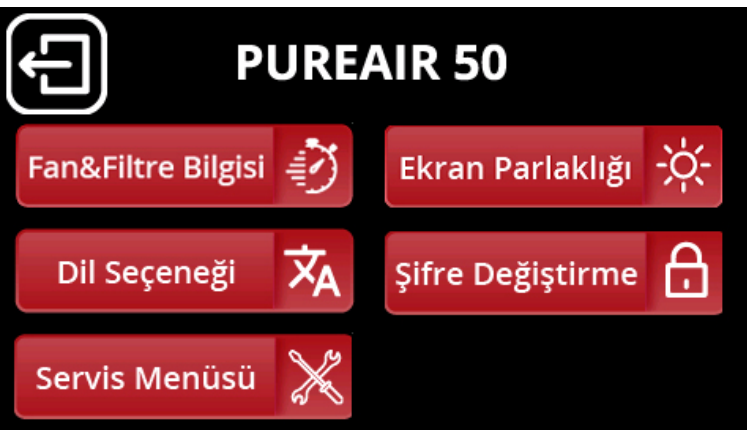 PUREAIR 50
Fan&Filtre Bilgisi
Ekran Parlaklığı
Dil Seçeneği
Şifre Değiştirme
Servis Menüsü